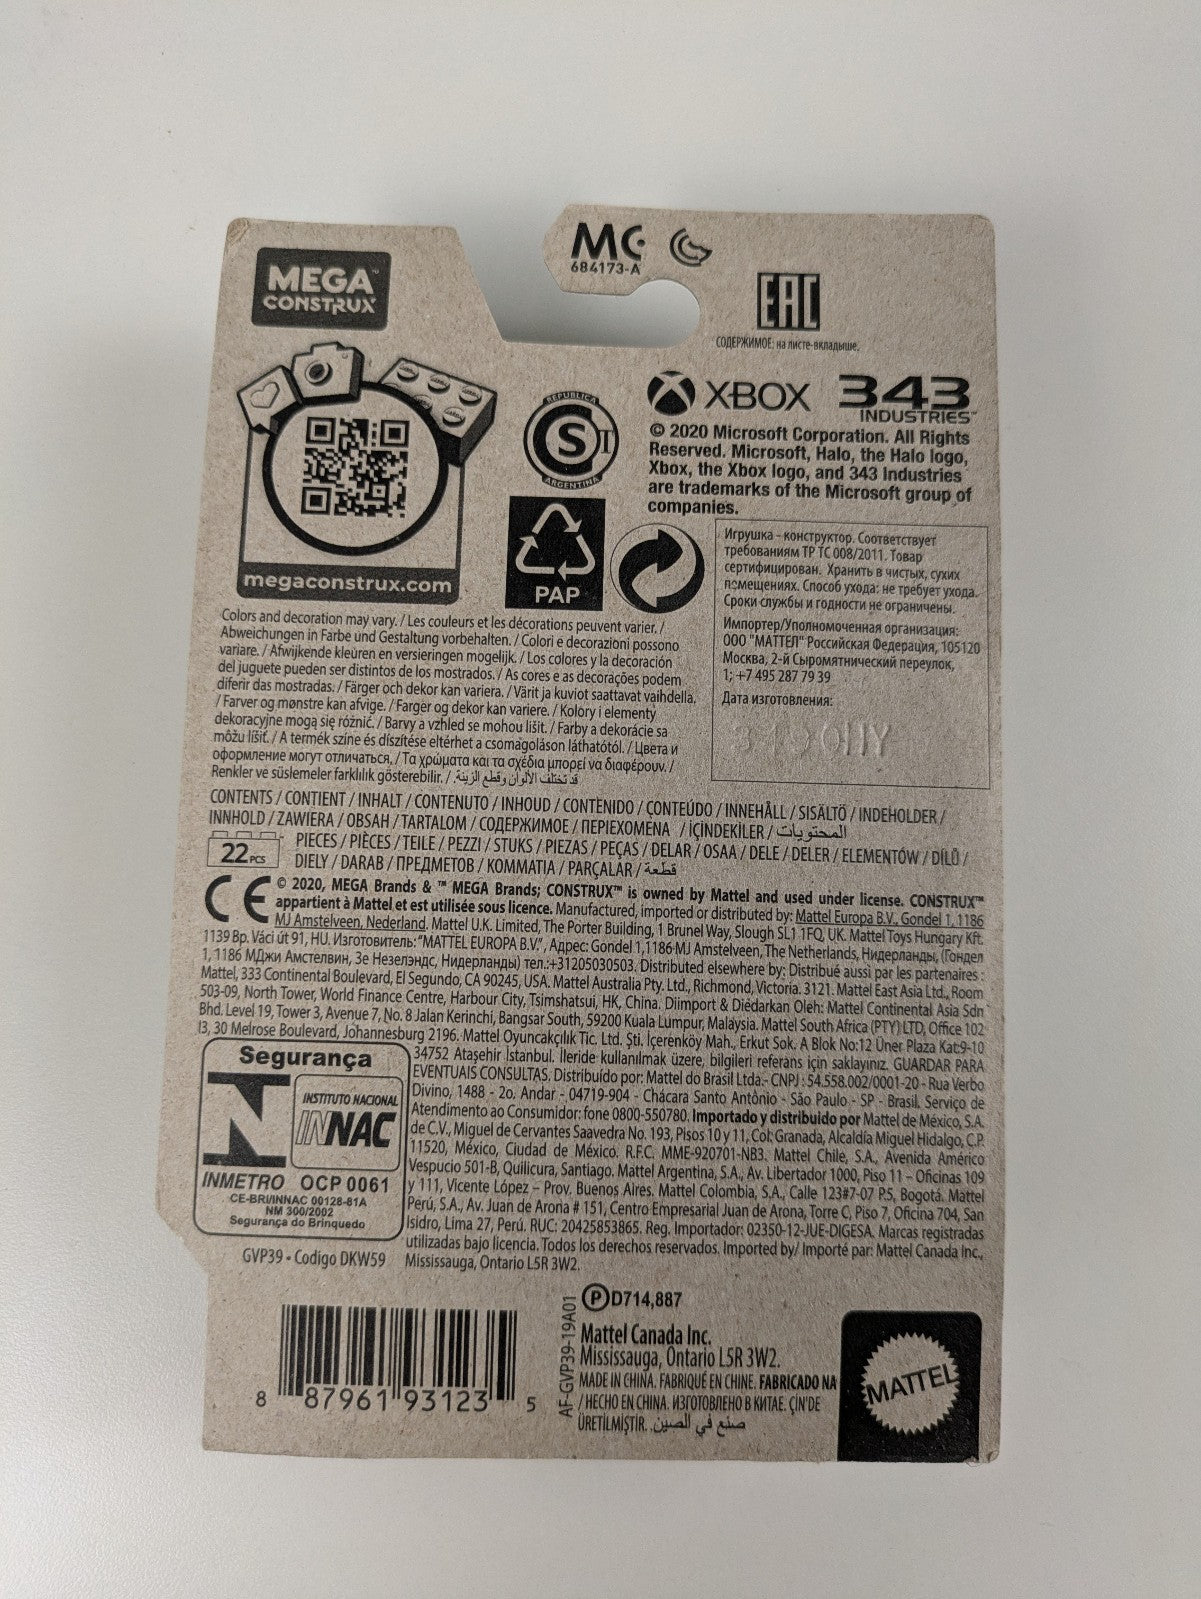 MEGA™
CONSTRUX™
MC
684173-A
EAC
СОДЕРЖИМОЕ: на листе-вкладыше.
XBOX
343
INDUSTRIES™
© 2020 Microsoft Corporation. All Rights
Reserved. Microsoft, Halo, the Halo logo,
Xbox, the Xbox logo, and 343 Industries
are trademarks of the Microsoft group of
companies.
REPUBLICA
S I
ARGENTINA
PAP
megaconstrux.com
Игрушка - конструктор. Соответствует
требованиям ТР ТС 008/2011. Товар
сертифицирован. Хранить в чистых, сухих
помещениях. Способ ухода: не требует ухода.
Сроки службы и годности не ограничены.
Импортер/Уполномоченная организация:
ООО "МАТТЕЛ" Российская Федерация, 105120
Москва, 2-й Сыромятнический переулок,
1; +7 495 287 79 39
Дата изготовления:
Colors and decoration may vary. / Les couleurs et les décorations peuvent varier. /
Abweichungen in Farbe und Gestaltung vorbehalten. / Colori e decorazioni possono
variare. / Afwijkende kleuren en versieringen mogelijk. / Los colores y la decoración
del juguete pueden ser distintos de los mostrados. / As cores e as decorações podem
diferir das mostradas. / Färger och dekor kan variera. / Värit ja kuviot saattavat vaihdella.
/ Farver og mønstre kan afvige. / Farger og dekor kan variere. / Kolory i elementy
dekoracyjne mogą się różnić. / Barvy a vzhled se mohou lišit. / Farby a dekorácie sa
môžu líšiť. / A termék színe és díszítése eltérhet a csomagoláson láthatótól. / Цвета и
оформление могут отличаться. / Τα χρώματα και τα σχέδια μπορεί να διαφέρουν. /
Renkler ve süslemeler farklılık gösterebilir. / قد تختلف الألوان وقطع الزينة.
CONTENTS / CONTIENT / INHALT / CONTENUTO / INHOUD / CONTENIDO / CONTEÚDO / INNEHÅLL / SISÄLTÖ / INDEHOLDER /
INNHOLD / ZAWIERA / OBSAH / TARTALOM / СОДЕРЖИМОЕ / ΠΕΡΙΕΧΟΜΕΝΑ / İÇİNDEKİLER / المحتويات
22 PCS
PIECES / PIÈCES / TEILE / PEZZI / STUKS / PIEZAS / PEÇAS / DELAR / OSAA / DELE / DELER / ELEMENTÓW / DÍLŮ /
DIELY / DARAB / ПРЕДМЕТОВ / ΚΟΜΜΑΤΙΑ / PARÇALAR / قطعة
CE
© 2020, MEGA Brands & ™ MEGA Brands; CONSTRUX™ is owned by Mattel and used under license. CONSTRUX™
appartient à Mattel et est utilisée sous licence. Manufactured, imported or distributed by: Mattel Europa B.V., Gondel 1, 1186
MJ Amstelveen, Nederland. Mattel U.K. Limited, The Porter Building, 1 Brunel Way, Slough SL1 1FQ, UK. Mattel Toys Hungary Kft.
1139 Bp. Váci út 91, HU. Изготовитель: "MATTEL EUROPA B.V.", Адрес: Gondel 1, 1186 MJ Amstelveen, The Netherlands, Нидерланды, (Гондел
1, 1186 МДжи Амстелвин, Зе Незелэндс, Нидерланды) тел.:+31205030503. Distributed elsewhere by: Distribué aussi par les partenaires :
Mattel, 333 Continental Boulevard, El Segundo, CA 90245, USA. Mattel Australia Pty. Ltd., Richmond, Victoria. 3121. Mattel East Asia Ltd., Room
503-09, North Tower, World Finance Centre, Harbour City, Tsimshatsui, HK, China. Diimport & Diedarkan Oleh: Mattel Continental Asia Sdn
Bhd. Level 19, Tower 3, Avenue 7, No. 8 Jalan Kerinchi, Bangsar South, 59200 Kuala Lumpur, Malaysia. Mattel South Africa (PTY) LTD, Office 102
I3, 30 Melrose Boulevard, Johannesburg 2196. Mattel Oyuncakçılık Tic. Ltd. Şti. İçerenköy Mah., Erkut Sok. A Blok No:12 Üner Plaza Kat:9-10
34752 Ataşehir İstanbul. İleride kullanılmak üzere, bilgileri referans için saklayınız. GUARDAR PARA
EVENTUAIS CONSULTAS. Distribuído por: Mattel do Brasil Ltda.- CNPJ : 54.558.002/0001-20 - Rua Verbo
Divino, 1488 - 2o. Andar - 04719-904 - Chácara Santo Antônio - São Paulo - SP - Brasil. Serviço de
Atendimento ao Consumidor: fone 0800-550780. Importado y distribuido por Mattel de México, S.A.
de C.V., Miguel de Cervantes Saavedra No. 193, Pisos 10 y 11, Col. Granada, Alcaldía Miguel Hidalgo, C.P.
11520, México, Ciudad de México. R.F.C. MME-920701-NB3. Mattel Chile, S.A., Avenida Américo
Vespucio 501-B, Quilicura, Santiago. Mattel Argentina, S.A., Av. Libertador 1000, Piso 11 – Oficinas 109
y 111, Vicente López – Prov. Buenos Aires. Mattel Colombia, S.A., Calle 123#7-07 P.5, Bogotá. Mattel
Perú, S.A., Av. Juan de Arona # 151, Centro Empresarial Juan de Arona, Torre C, Piso 7, Oficina 704, San
Isidro, Lima 27, Perú. RUC: 20425853865. Reg. Importador: 02350-12-JUE-DIGESA. Marcas registradas
utilizadas bajo licencia. Todos los derechos reservados. Imported by/ Importé par: Mattel Canada Inc.,
Mississauga, Ontario L5R 3W2.
Segurança
INSTITUTO NACIONAL
INNAC
INMETRO OCP 0061
CE-BRI/INNAC 00128-81A
NM 300/2002
Segurança do Brinquedo
GVP39 - Codigo DKW59
8 87961 93123 5
AF-GVP39-19A01
P D714,887
Mattel Canada Inc.
Mississauga, Ontario L5R 3W2.
MADE IN CHINA. FABRIQUÉ EN CHINE. FABRICADO NA
/ HECHO EN CHINA. ИЗГОТОВЛЕНО В КИТАЕ. ÇİN'DE
ÜRETİLMİŞTİR. صنع في الصين.
MATTEL